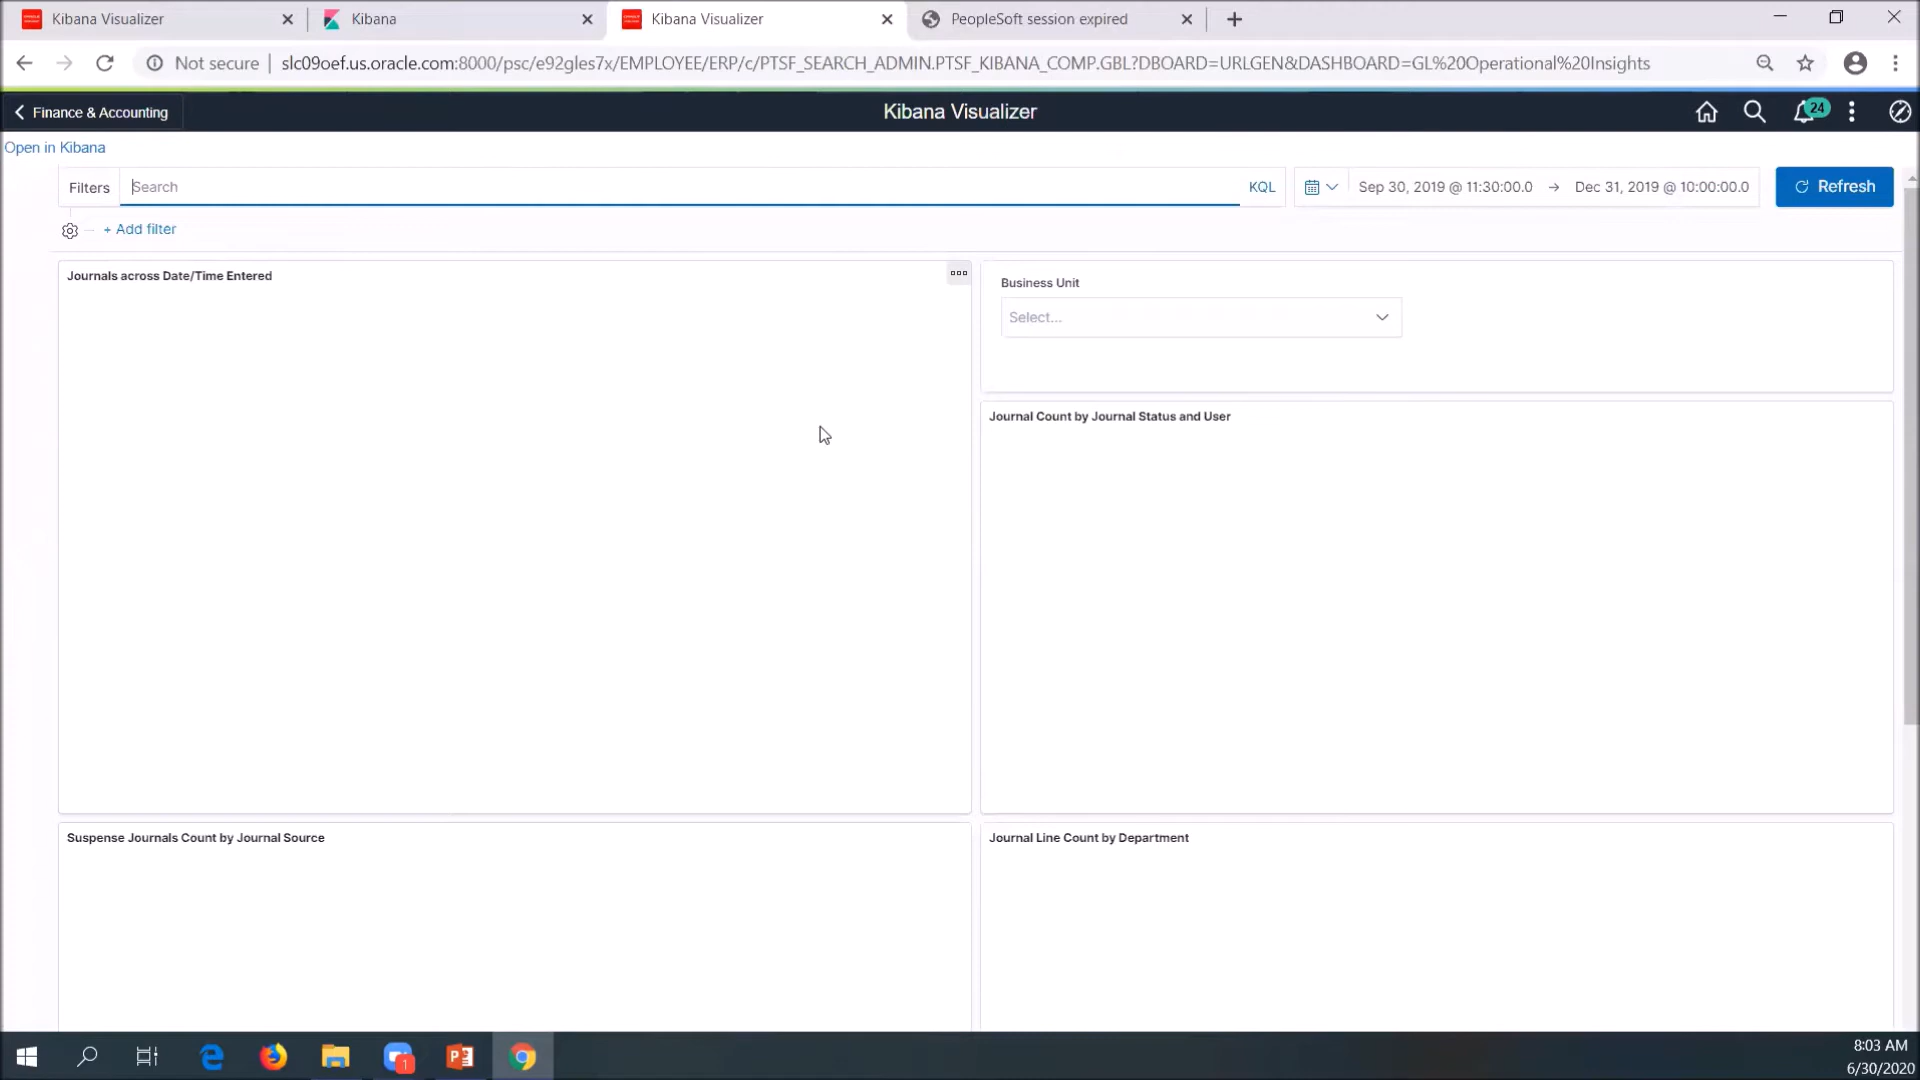 Kibana Visualizer
Kibana
Kibana Visualizer
PeopleSoft session expired
Not secure
slc09oef.us.oracle.com:8000/psc/e92gles7x/EMPLOYEE/ERP/c/PTSF_SEARCH_ADMIN.PTSF_KIBANA_COMP.GBL?DBOARD=URLGEN&DASHBOARD=GL%20Operational%20Insights
Finance & Accounting
Kibana Visualizer
24
Open in Kibana
Filters
Search
KQL
Sep 30, 2019 @ 11:30:00.0 → Dec 31, 2019 @ 10:00:00.0
Refresh
+ Add filter
Journals across Date/Time Entered
Business Unit
Select...
Journal Count by Journal Status and User
Suspense Journals Count by Journal Source
Journal Line Count by Department
1
8:03 AM
6/30/2020